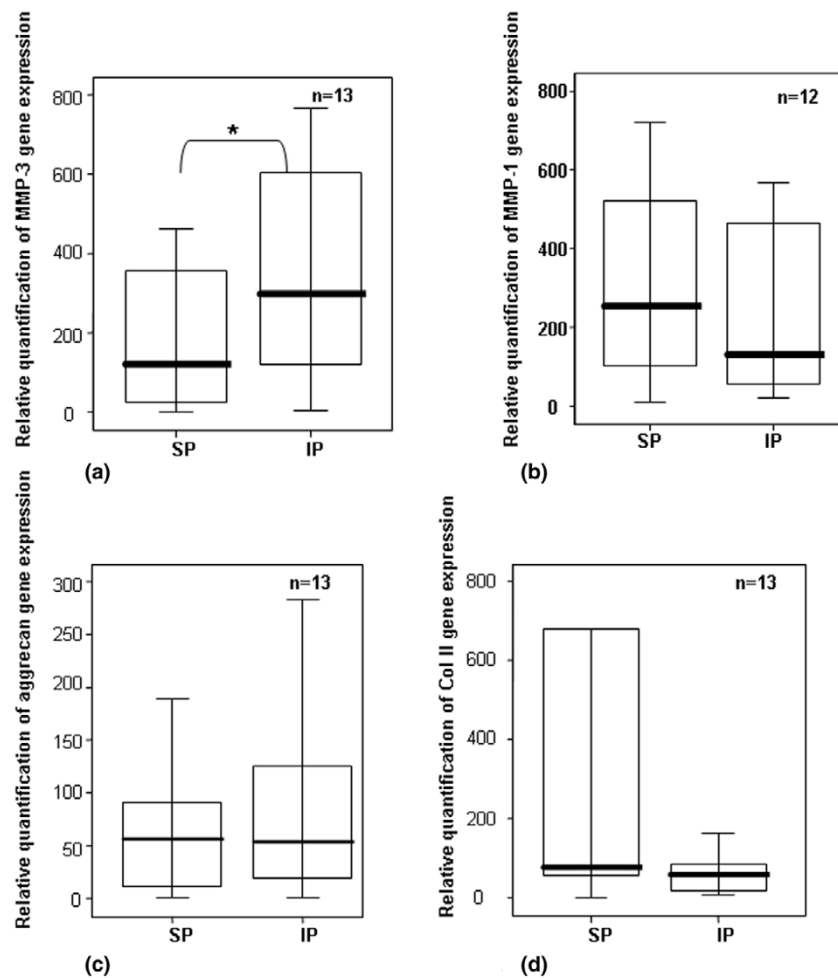 Relative quantification of MMP-3 gene expression
800
600
400
200
0
n=13
*
SP IP
(a)
Relative quantification of MMP-1 gene expression
800
600
400
200
0
n=12
SP IP
(b)
Relative quantification of aggrecan gene expression
300
250
200
150
100
50
0
n=13
SP IP
(c)
Relative quantification of Col II gene expression
800
600
400
200
0
n=13
SP IP
(d)